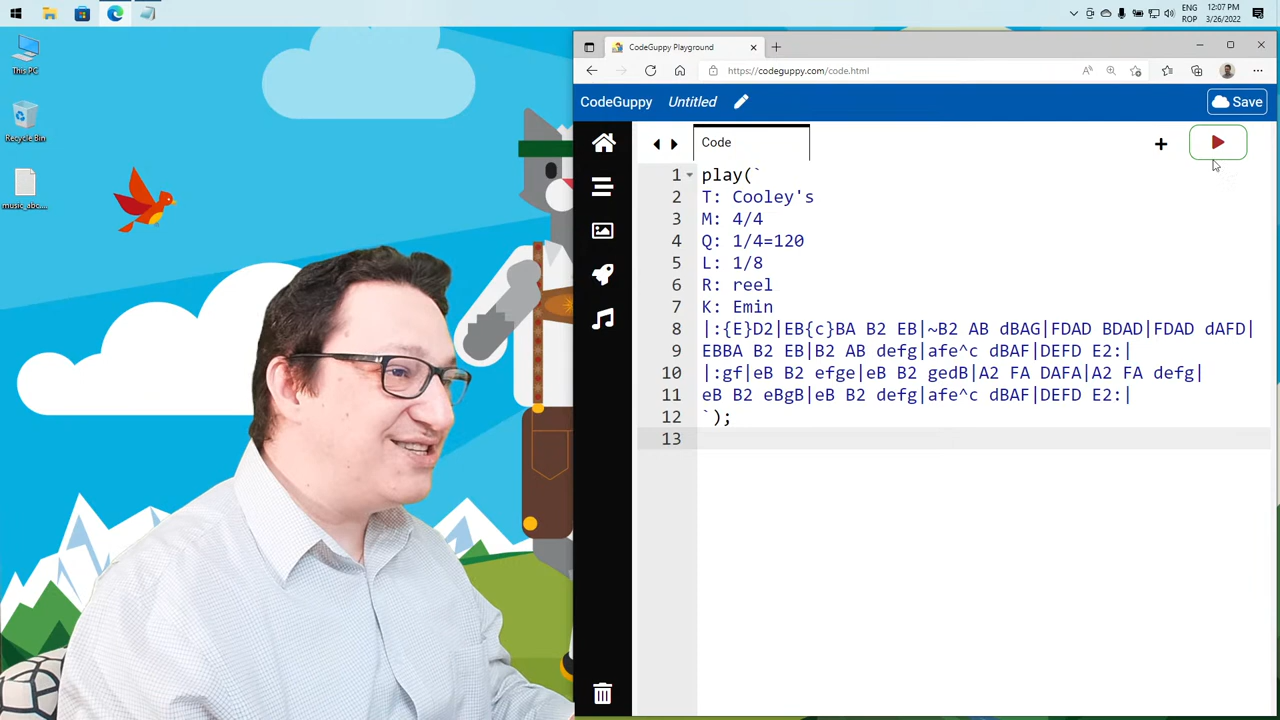 ENG
ROP
12:07 PM
3/26/2022
This PC
Recycle Bin
music_abc....
CodeGuppy Playground
https://codeguppy.com/code.html
CodeGuppy Untitled
Save
Code
1 play(`
2 T: Cooley's
3 M: 4/4
4 Q: 1/4=120
5 L: 1/8
6 R: reel
7 K: Emin
8 |:{E}D2|EB{c}BA B2 EB|~B2 AB dBAG|FDAD BDAD|FDAD dAFD|
9 EBBA B2 EB|B2 AB defg|afe^c dBAF|DEFD E2:|
10 |:gf|eB B2 efge|eB B2 gedB|A2 FA DAFA|A2 FA defg|
11 eB B2 eBgB|eB B2 defg|afe^c dBAF|DEFD E2:|
12 `);
13